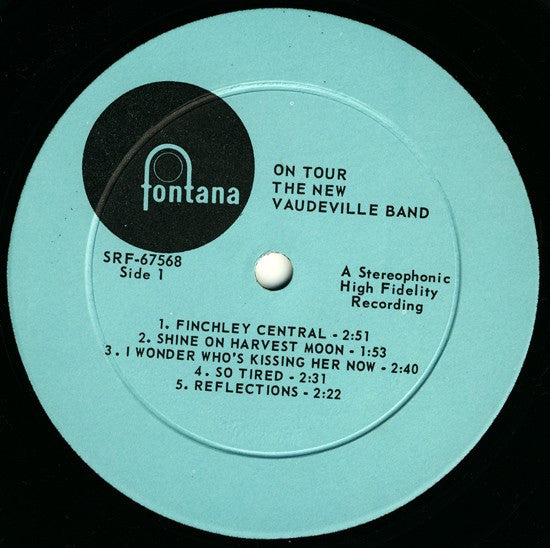 fontana
ON TOUR
THE NEW
VAUDEVILLE BAND
SRF-67568
Side 1
A Stereophonic
High Fidelity
Recording
1. FINCHLEY CENTRAL - 2:51
2. SHINE ON HARVEST MOON - 1:53
3. I WONDER WHO'S KISSING HER NOW - 2:40
4. SO TIRED - 2:31
5. REFLECTIONS - 2:22